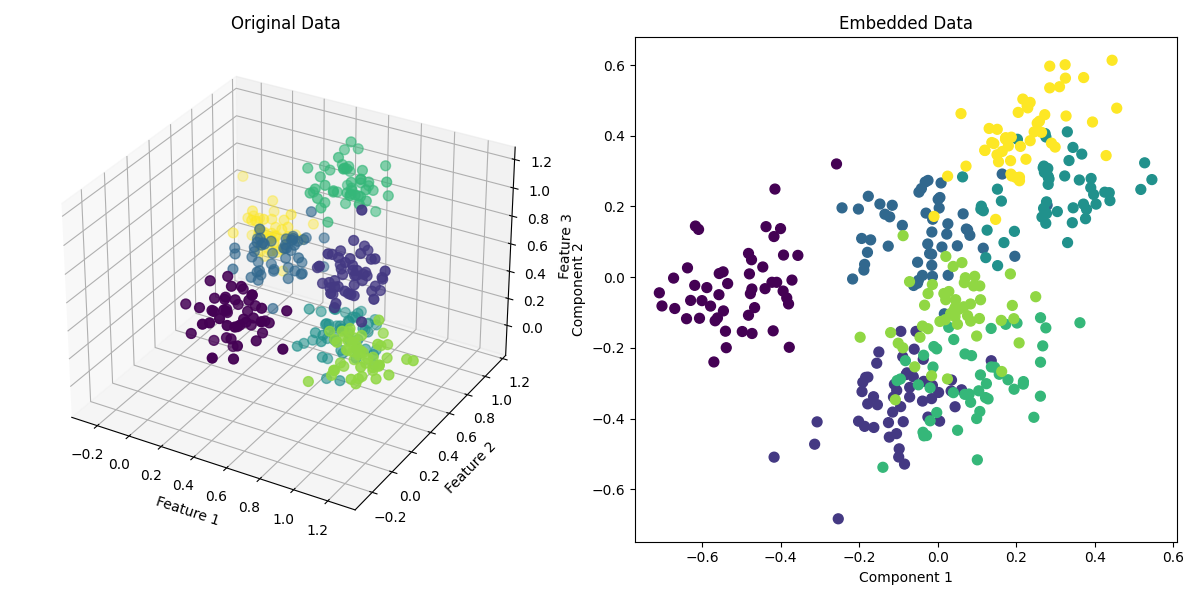 Original Data
−0.2 0.0 0.2 0.4 0.6 0.8 1.0 1.2
Feature 1
−0.2 0.0 0.2 0.4 0.6 0.8 1.0 1.2
Feature 2
0.0 0.2 0.4 0.6 0.8 1.0 1.2
Feature 3
Embedded Data
0.6
0.4
0.2
0.0
−0.2
−0.4
−0.6
Component 2
−0.6 −0.4 −0.2 0.0 0.2 0.4 0.6
Component 1